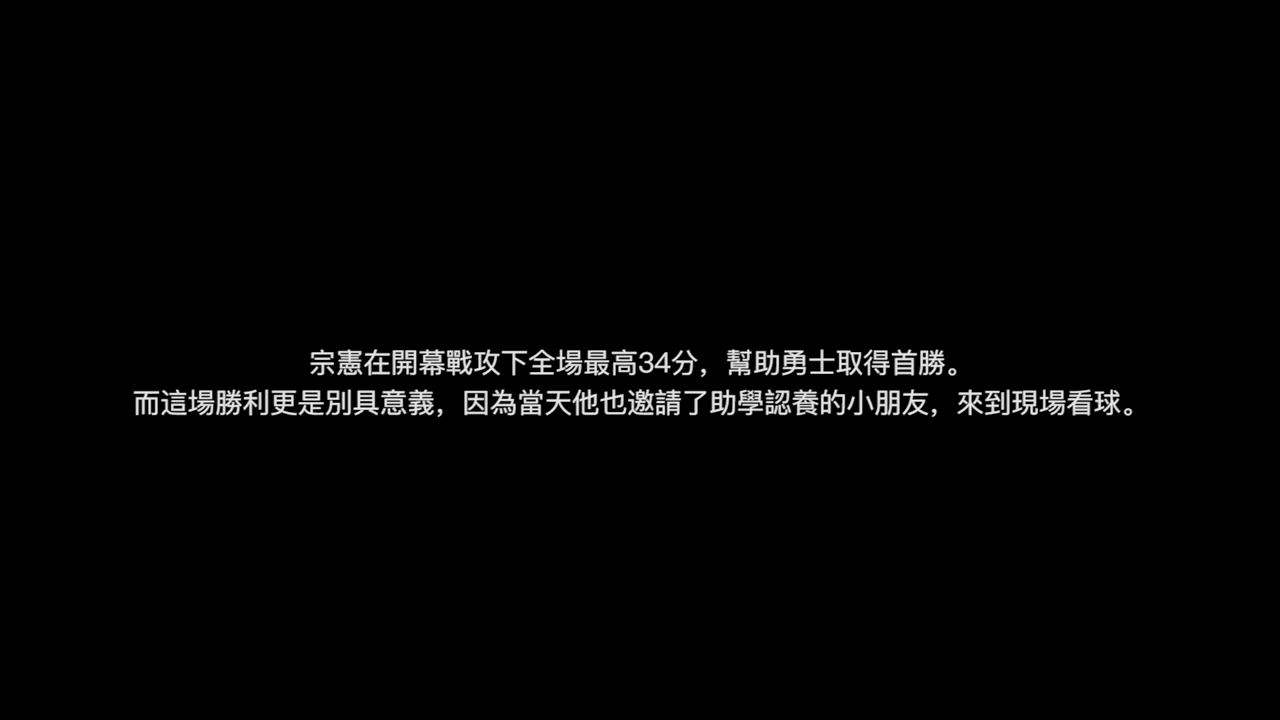 宗憲在開幕戰攻下全場最高34分，幫助勇士取得首勝。
而這場勝利更是別具意義，因為當天他也邀請了助學認養的小朋友，來到現場看球。